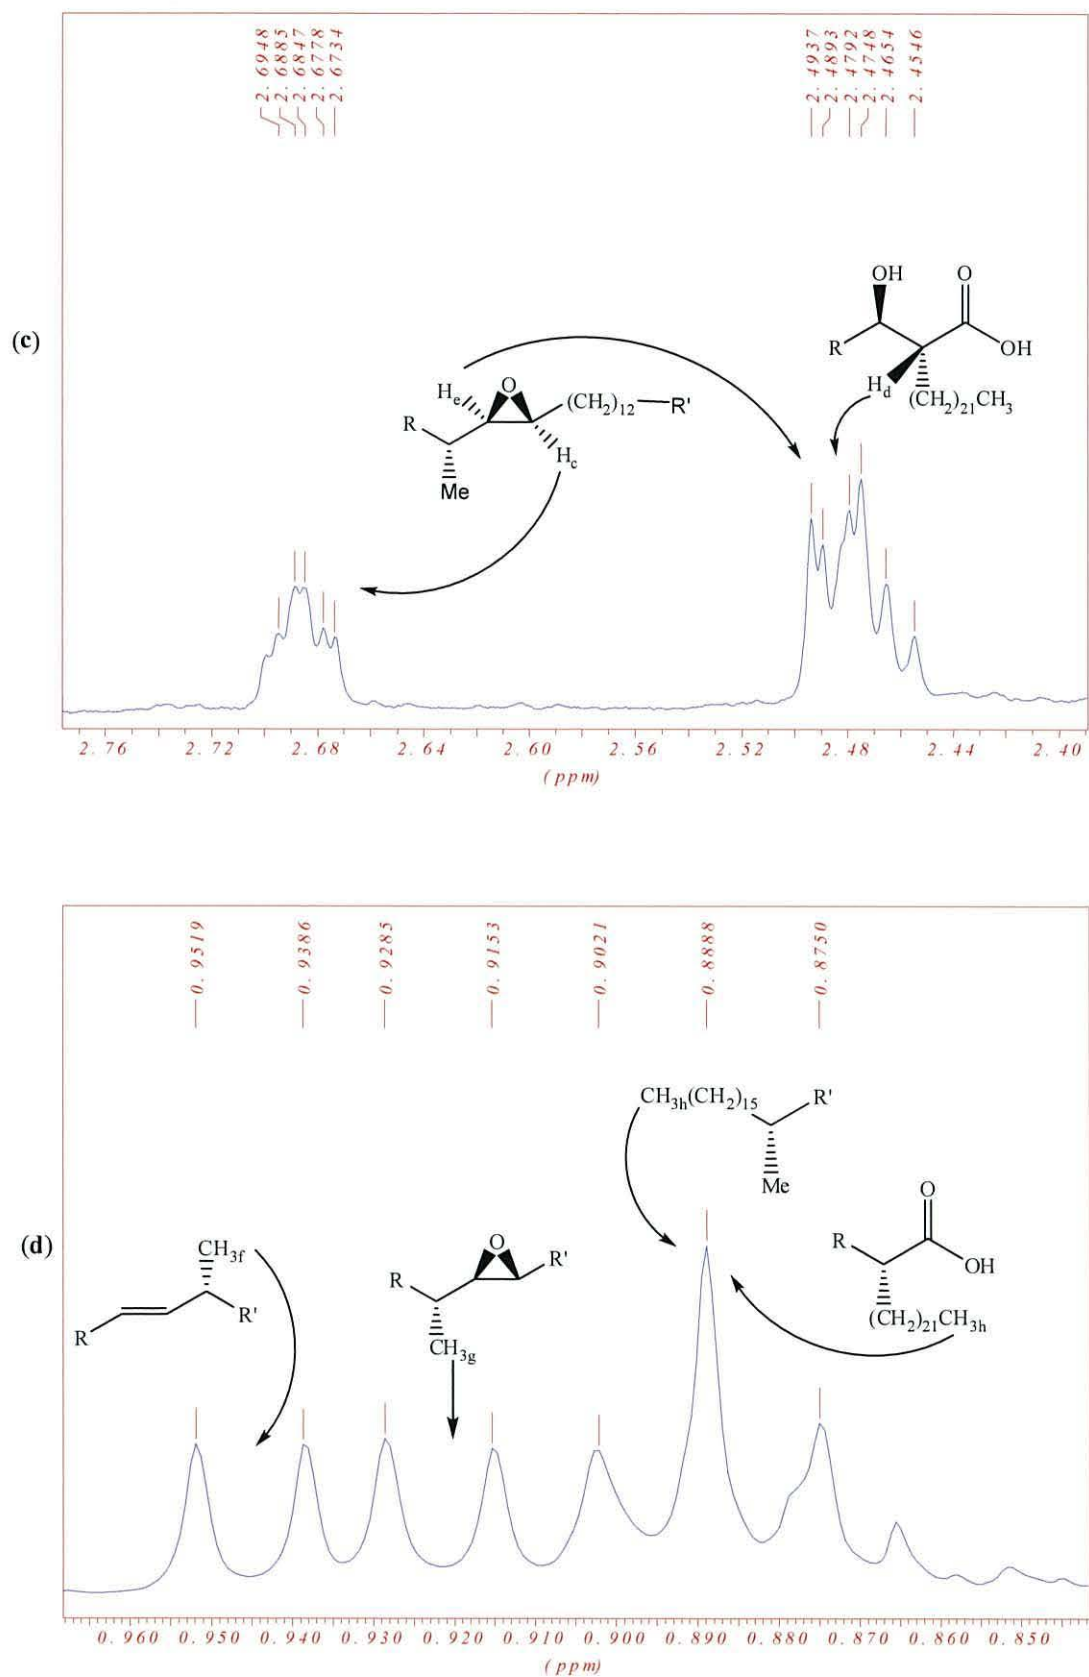 2.6948
2.6885
2.6847
2.6778
2.6734
2.4937
2.4893
2.4792
2.4748
2.4654
2.4546
(c)
OH
O
R
OH
Hd
(CH2)21CH3
He
O
(CH2)12
R'
R
Hc
Me
2.76 2.72 2.68 2.64 2.60 2.56 2.52 2.48 2.44 2.40
(ppm)
0.9519
0.9386
0.9285
0.9153
0.9021
0.8888
0.8750
(d)
CH3h(CH2)15
R'
Me
CH3f
R'
R
O
R'
R
CH3g
O
R
OH
(CH2)21CH3h
0.960 0.950 0.940 0.930 0.920 0.910 0.900 0.890 0.880 0.870 0.860 0.850
(ppm)